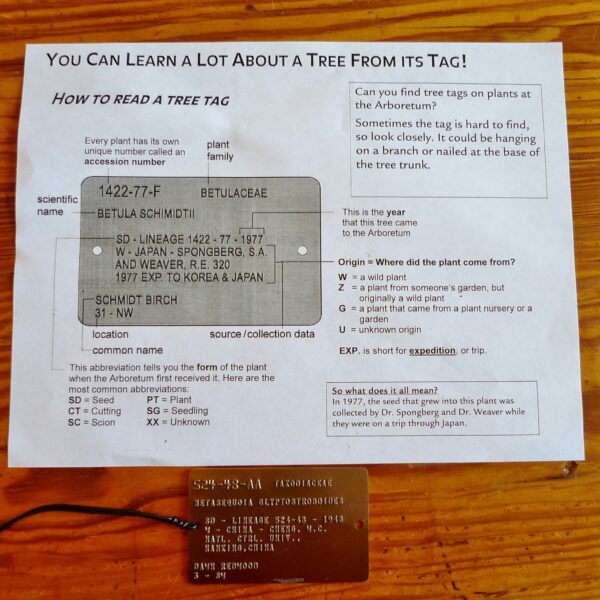 YOU CAN LEARN A LOT ABOUT A TREE FROM ITS TAG!
HOW TO READ A TREE TAG
Can you find tree tags on plants at
the Arboretum?
Sometimes the tag is hard to find,
so look closely. It could be hanging
on a branch or nailed at the base of
the tree trunk.
Every plant has its own
unique number called an
accession number
plant
family
scientific
name
1422-77-F BETULACEAE
BETULA SCHIMIDTII
SD - LINEAGE 1422 - 77 - 1977
W - JAPAN - SPONGBERG, S.A.
AND WEAVER, R.E. 320
1977 EXP. TO KOREA & JAPAN
SCHMIDT BIRCH
31 - NW
This is the year
that this tree came
to the Arboretum
Origin = Where did the plant come from?
W = a wild plant
Z = a plant from someone's garden, but
originally a wild plant
G = a plant that came from a plant nursery or a
garden
U = unknown origin
EXP. is short for expedition, or trip.
location
source/collection data
common name
This abbreviation tells you the form of the plant
when the Arboretum first received it. Here are the
most common abbreviations:
SD = Seed PT = Plant
CT = Cutting SG = Seedling
SC = Scion XX = Unknown
So what does it all mean?
In 1977, the seed that grew into this plant was
collected by Dr. Spongberg and Dr. Weaver while
they were on a trip through Japan.
524-48-AA TAXODIACEAE
METASEQUOIA GLYPTOSTROBOIDES
SD - LINEAGE 524-48 - 1948
W - CHINA - CHENG, W.C.
NATL. CTRL. UNIV.,
NANKING,CHINA
DAWN REDWOOD
3 - SW